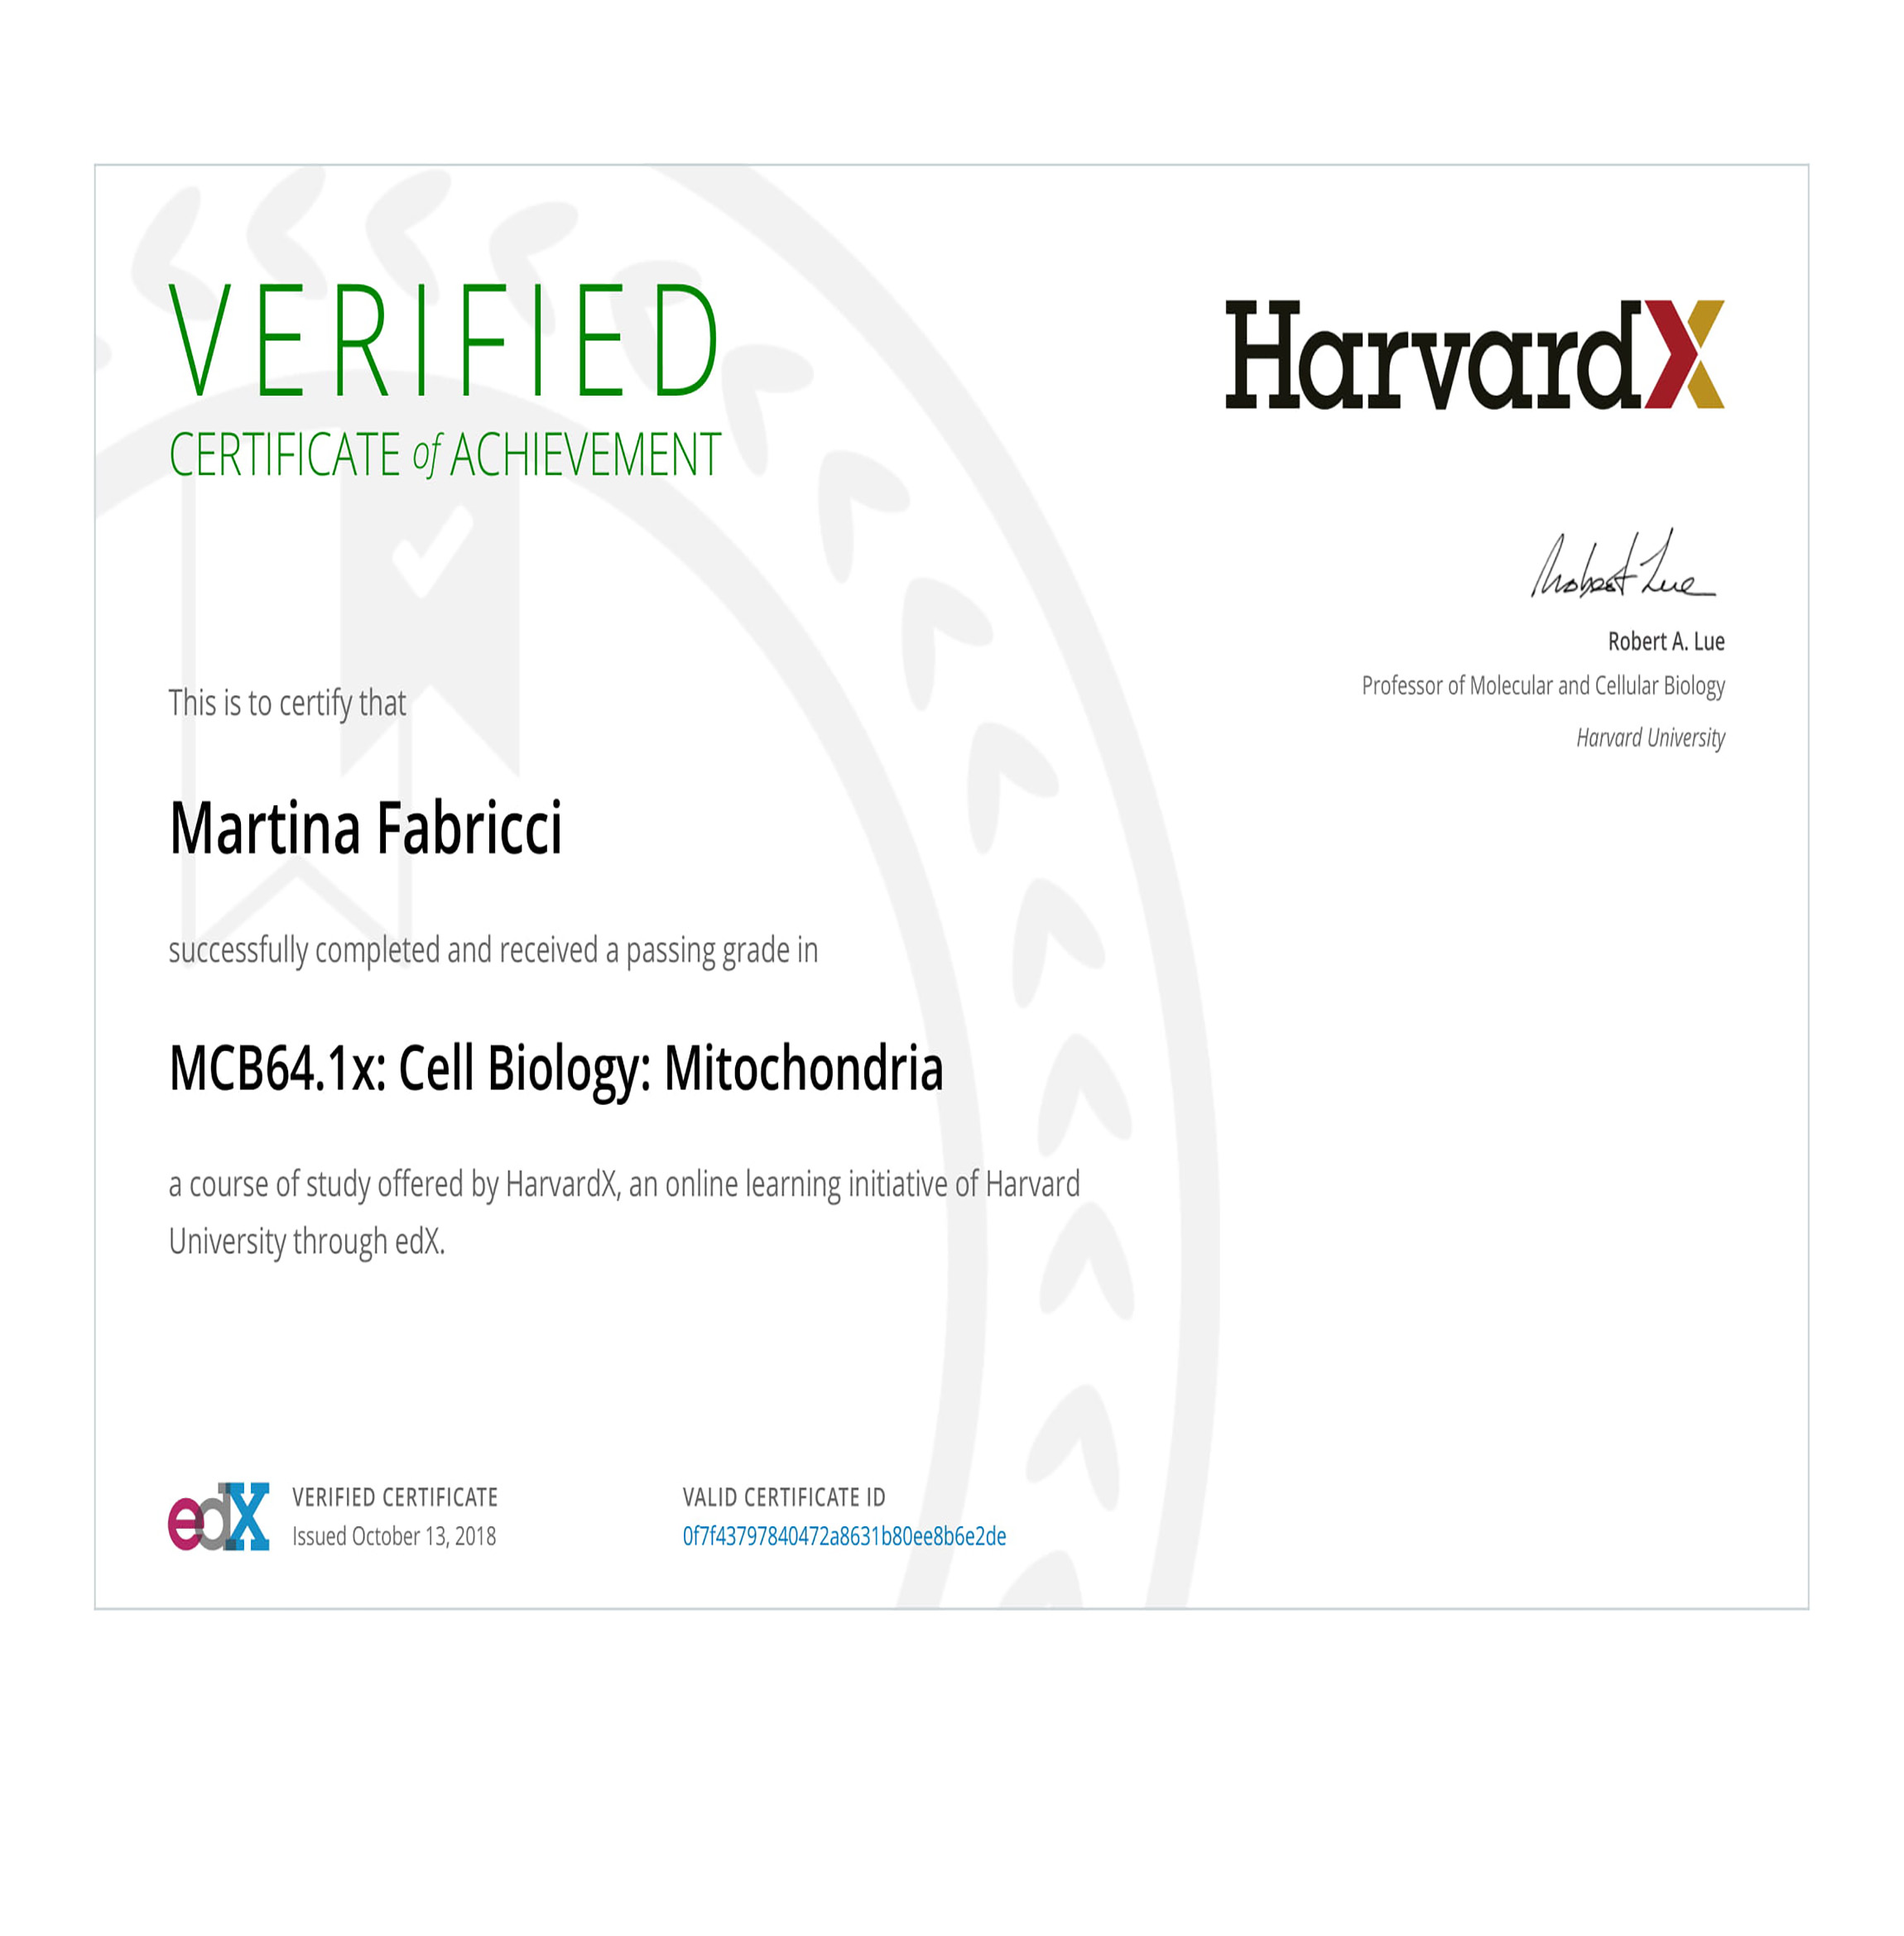 VERIFIED
CERTIFICATE of ACHIEVEMENT
HarvardX
Robert Lue
Robert A. Lue
Professor of Molecular and Cellular Biology
Harvard University
This is to certify that
Martina Fabricci
successfully completed and received a passing grade in
MCB64.1x: Cell Biology: Mitochondria
a course of study offered by HarvardX, an online learning initiative of Harvard
University through edX.
edX
VERIFIED CERTIFICATE
Issued October 13, 2018
VALID CERTIFICATE ID
0f7f43797840472a8631b80ee8b6e2de